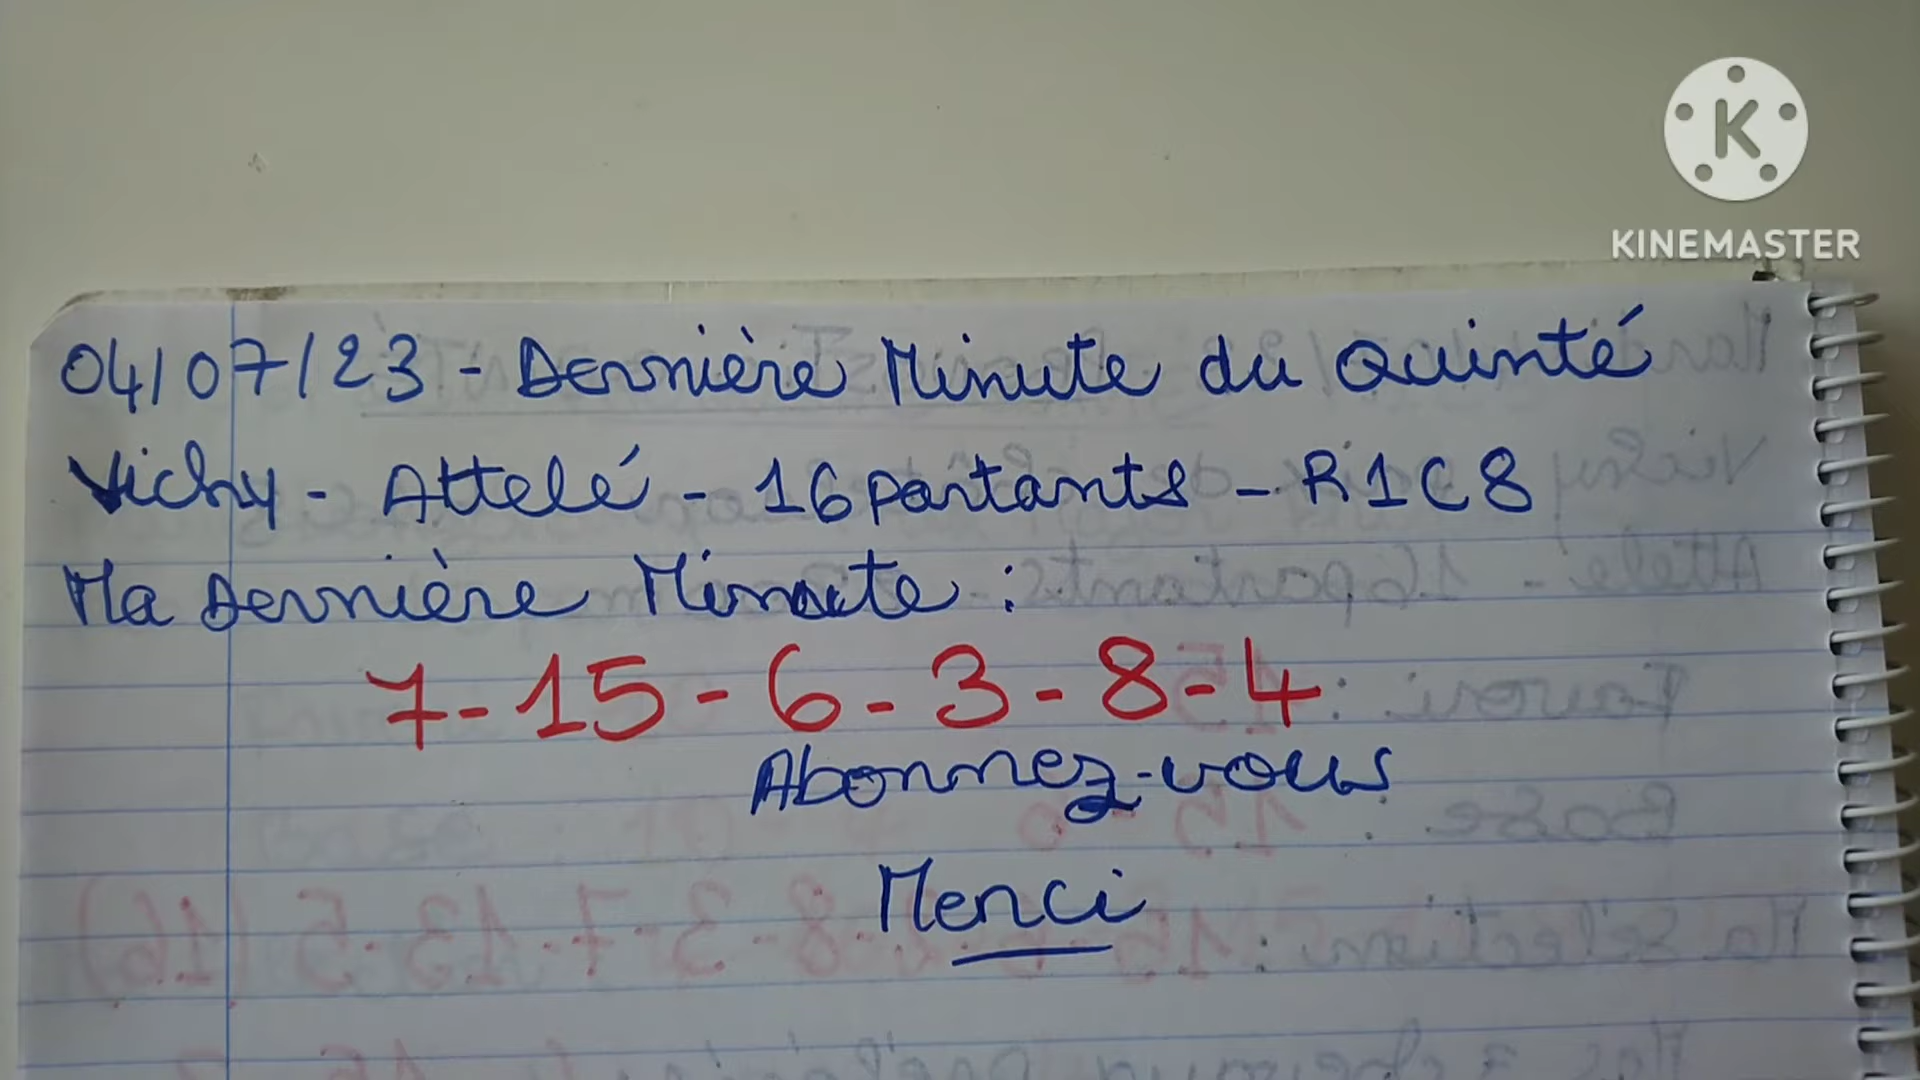 KINEMASTER
04/07/23 - Dernière Minute du Quinté
Vichy - Attelé - 16 partants - R1C8
Ma Dernière Minute :
7-15-6-3-8-4
Abonnez-vous
Merci